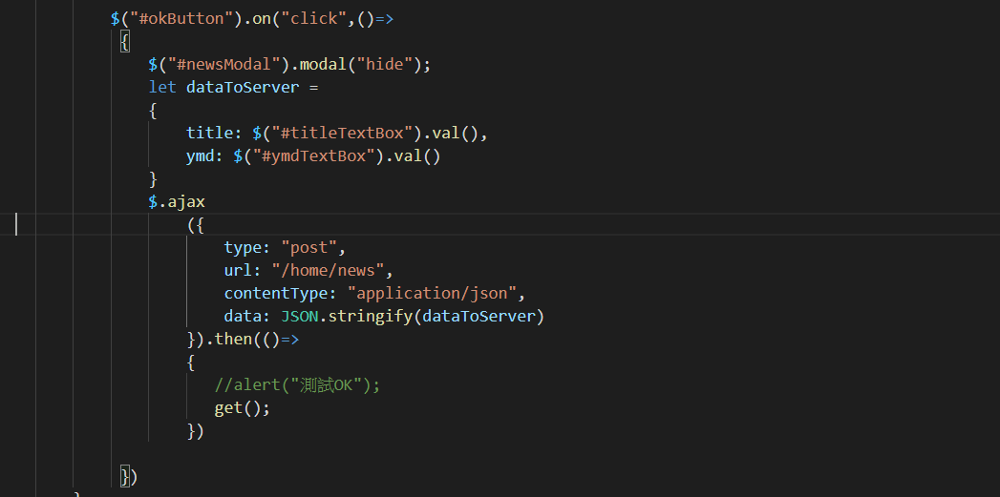 $("#okButton").on("click",()=>
{
$("#newsModal").modal("hide");
let dataToServer =
{
title: $("#titleTextBox").val(),
ymd: $("#ymdTextBox").val()
}
$.ajax
({
type: "post",
url: "/home/news",
contentType: "application/json",
data: JSON.stringify(dataToServer)
}).then(()=>
{
//alert("測試OK");
get();
})
})
}